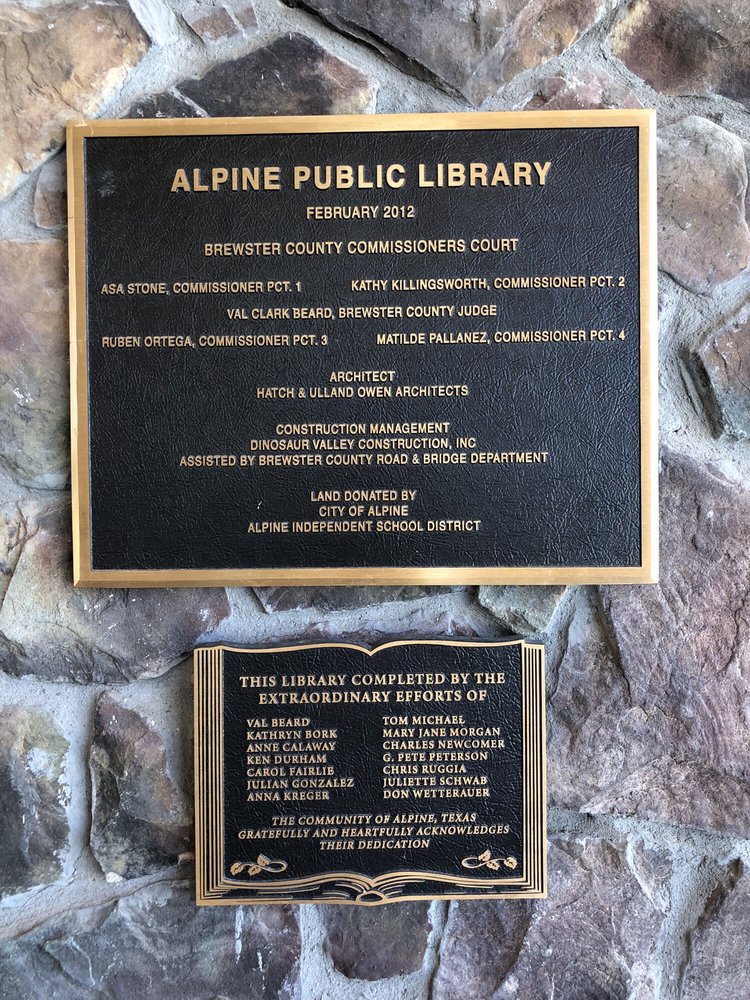 ALPINE PUBLIC LIBRARY
FEBRUARY 2012
BREWSTER COUNTY COMMISSIONERS COURT
ASA STONE, COMMISSIONER PCT. 1 KATHY KILLINGSWORTH, COMMISSIONER PCT. 2
VAL CLARK BEARD, BREWSTER COUNTY JUDGE
RUBEN ORTEGA, COMMISSIONER PCT. 3 MATILDE PALLANEZ, COMMISSIONER PCT. 4
ARCHITECT
HATCH & ULLAND OWEN ARCHITECTS
CONSTRUCTION MANAGEMENT
DINOSAUR VALLEY CONSTRUCTION, INC
ASSISTED BY BREWSTER COUNTY ROAD & BRIDGE DEPARTMENT
LAND DONATED BY
CITY OF ALPINE
ALPINE INDEPENDENT SCHOOL DISTRICT
THIS LIBRARY COMPLETED BY THE
EXTRAORDINARY EFFORTS OF
VAL BEARD
KATHRYN BORK
ANNE CALAWAY
KEN DURHAM
CAROL FAIRLIE
JULIAN GONZALEZ
ANNA KREGER
TOM MICHAEL
MARY JANE MORGAN
CHARLES NEWCOMER
G. PETE PETERSON
CHRIS RUGGIA
JULIETTE SCHWAB
DON WETTERAUER
THE COMMUNITY OF ALPINE, TEXAS
GRATEFULLY AND HEARTFULLY ACKNOWLEDGES
THEIR DEDICATION